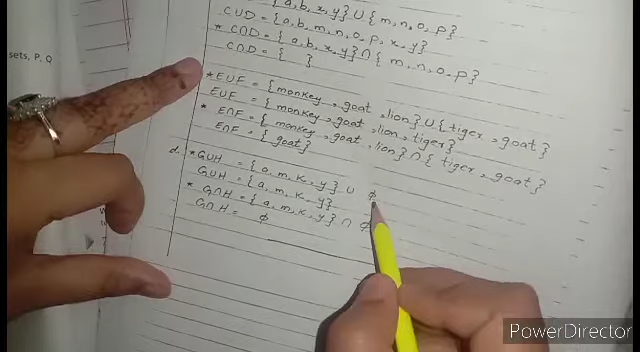 {a, b, x, y} ∪ { m, n, o, p}
C∪D = {a, b, m, n, o, p, x, y}
* C∩D = {a, b, x, y} ∩ { m, n, o, p}
C∩D = { }
sets, P, Q
* E∪F = {monkey, goat, lion} ∪ {tiger, goat}
E∪F = {monkey, goat, lion, tiger}
* E∩F = { monkey, goat, lion} ∩ { tiger, goat}
E∩F = {goat}
d. * G∪H = {a, m, k, y} ∪ ϕ
G∪H = {a, m, k, y}
* G∩H = {a, m, k, y} ∩ ϕ
G∩H = ϕ
PowerDirector